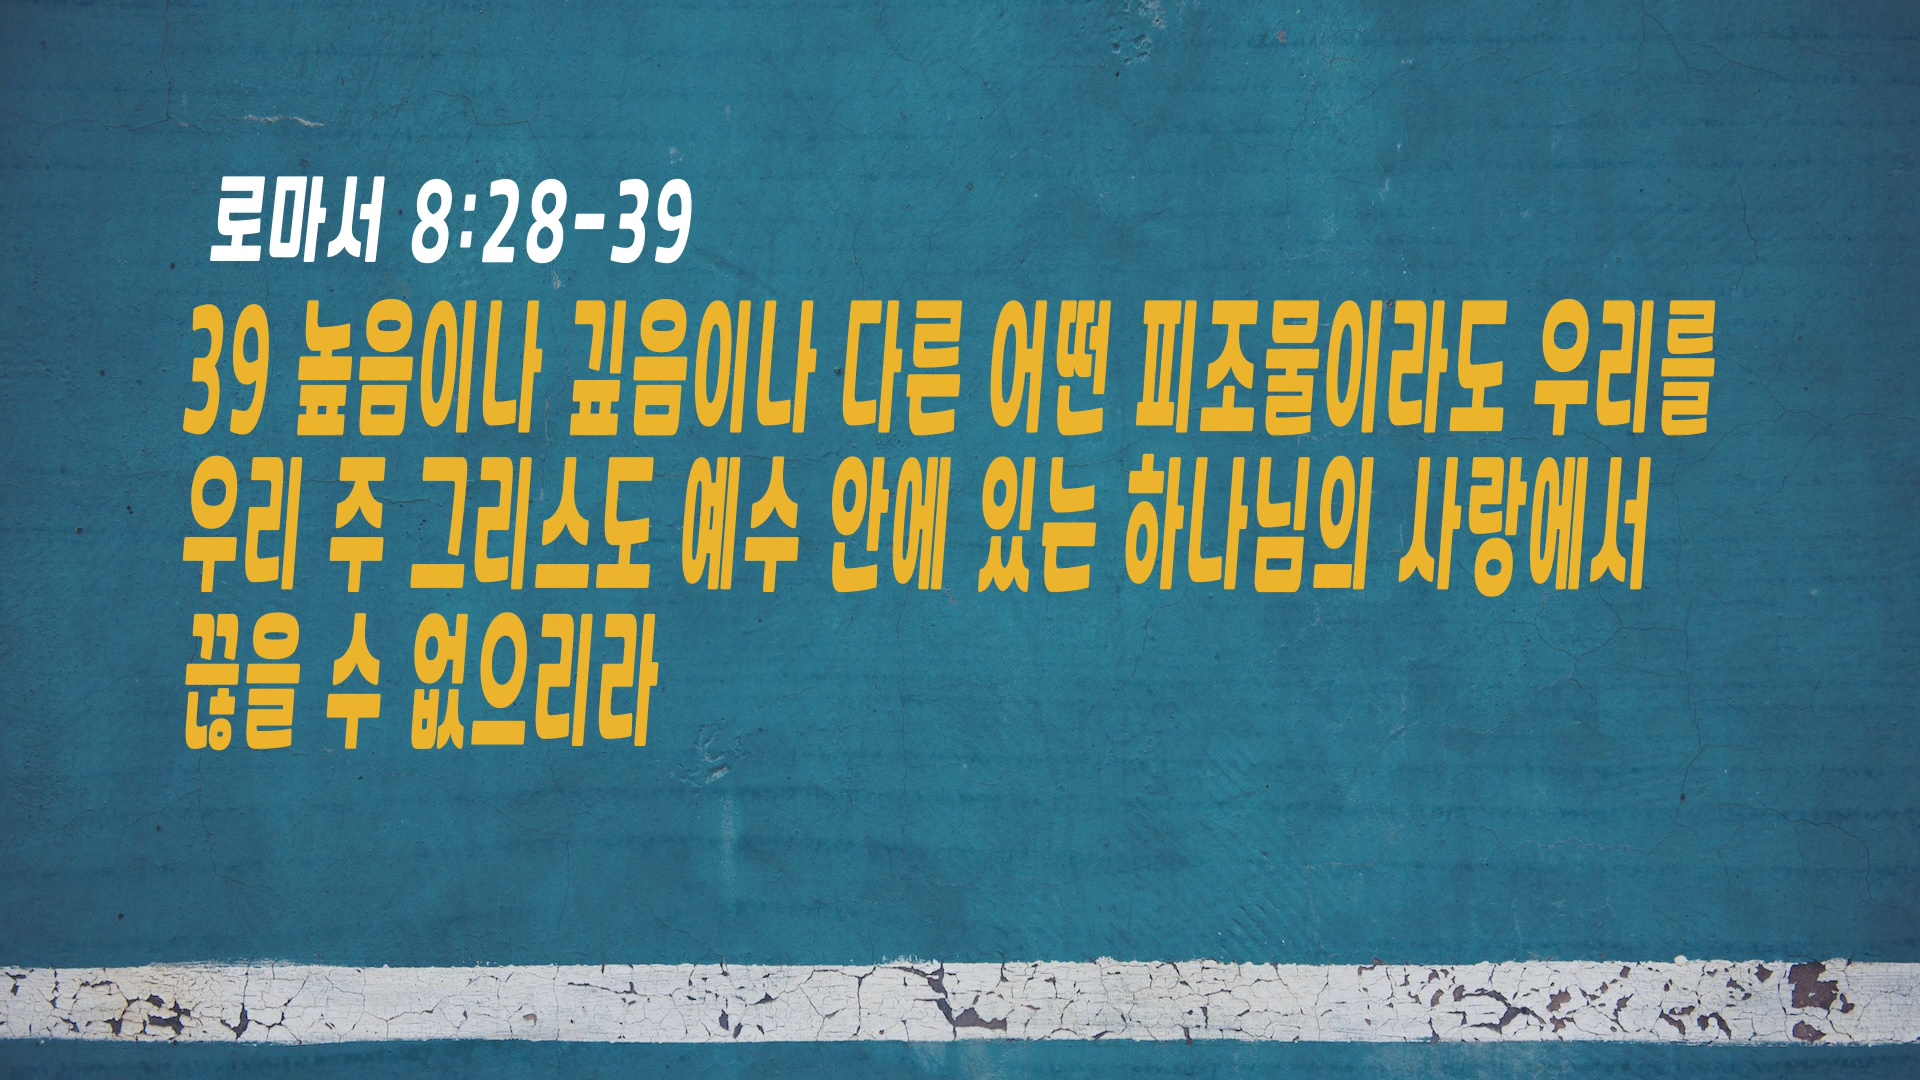 로마서 8:28-39
39 높음이나 깊음이나 다른 어떤 피조물이라도 우리를
우리 주 그리스도 예수 안에 있는 하나님의 사랑에서
끊을 수 없으리라